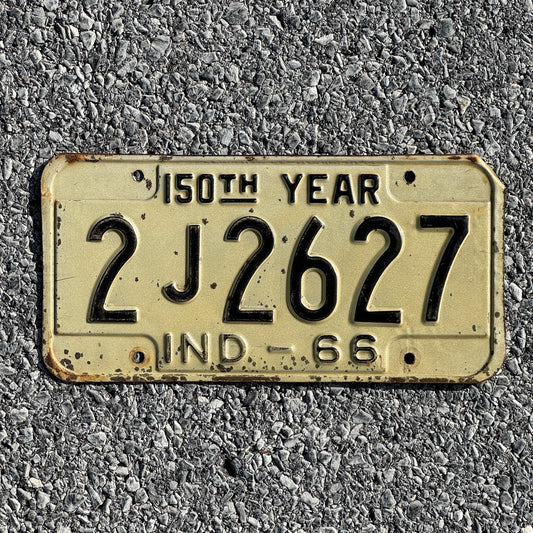 150TH YEAR
2J2627
IND - 66